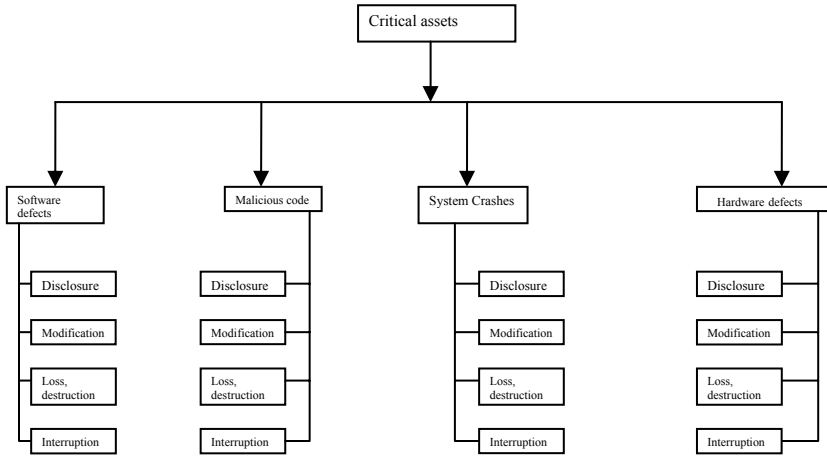 Critical assets
Software
defects
Malicious code
System Crashes
Hardware defects
Disclosure
Disclosure
Disclosure
Disclosure
Modification
Modification
Modification
Modification
Loss,
destruction
Loss,
destruction
Loss,
destruction
Loss,
destruction
Interruption
Interruption
Interruption
Interruption